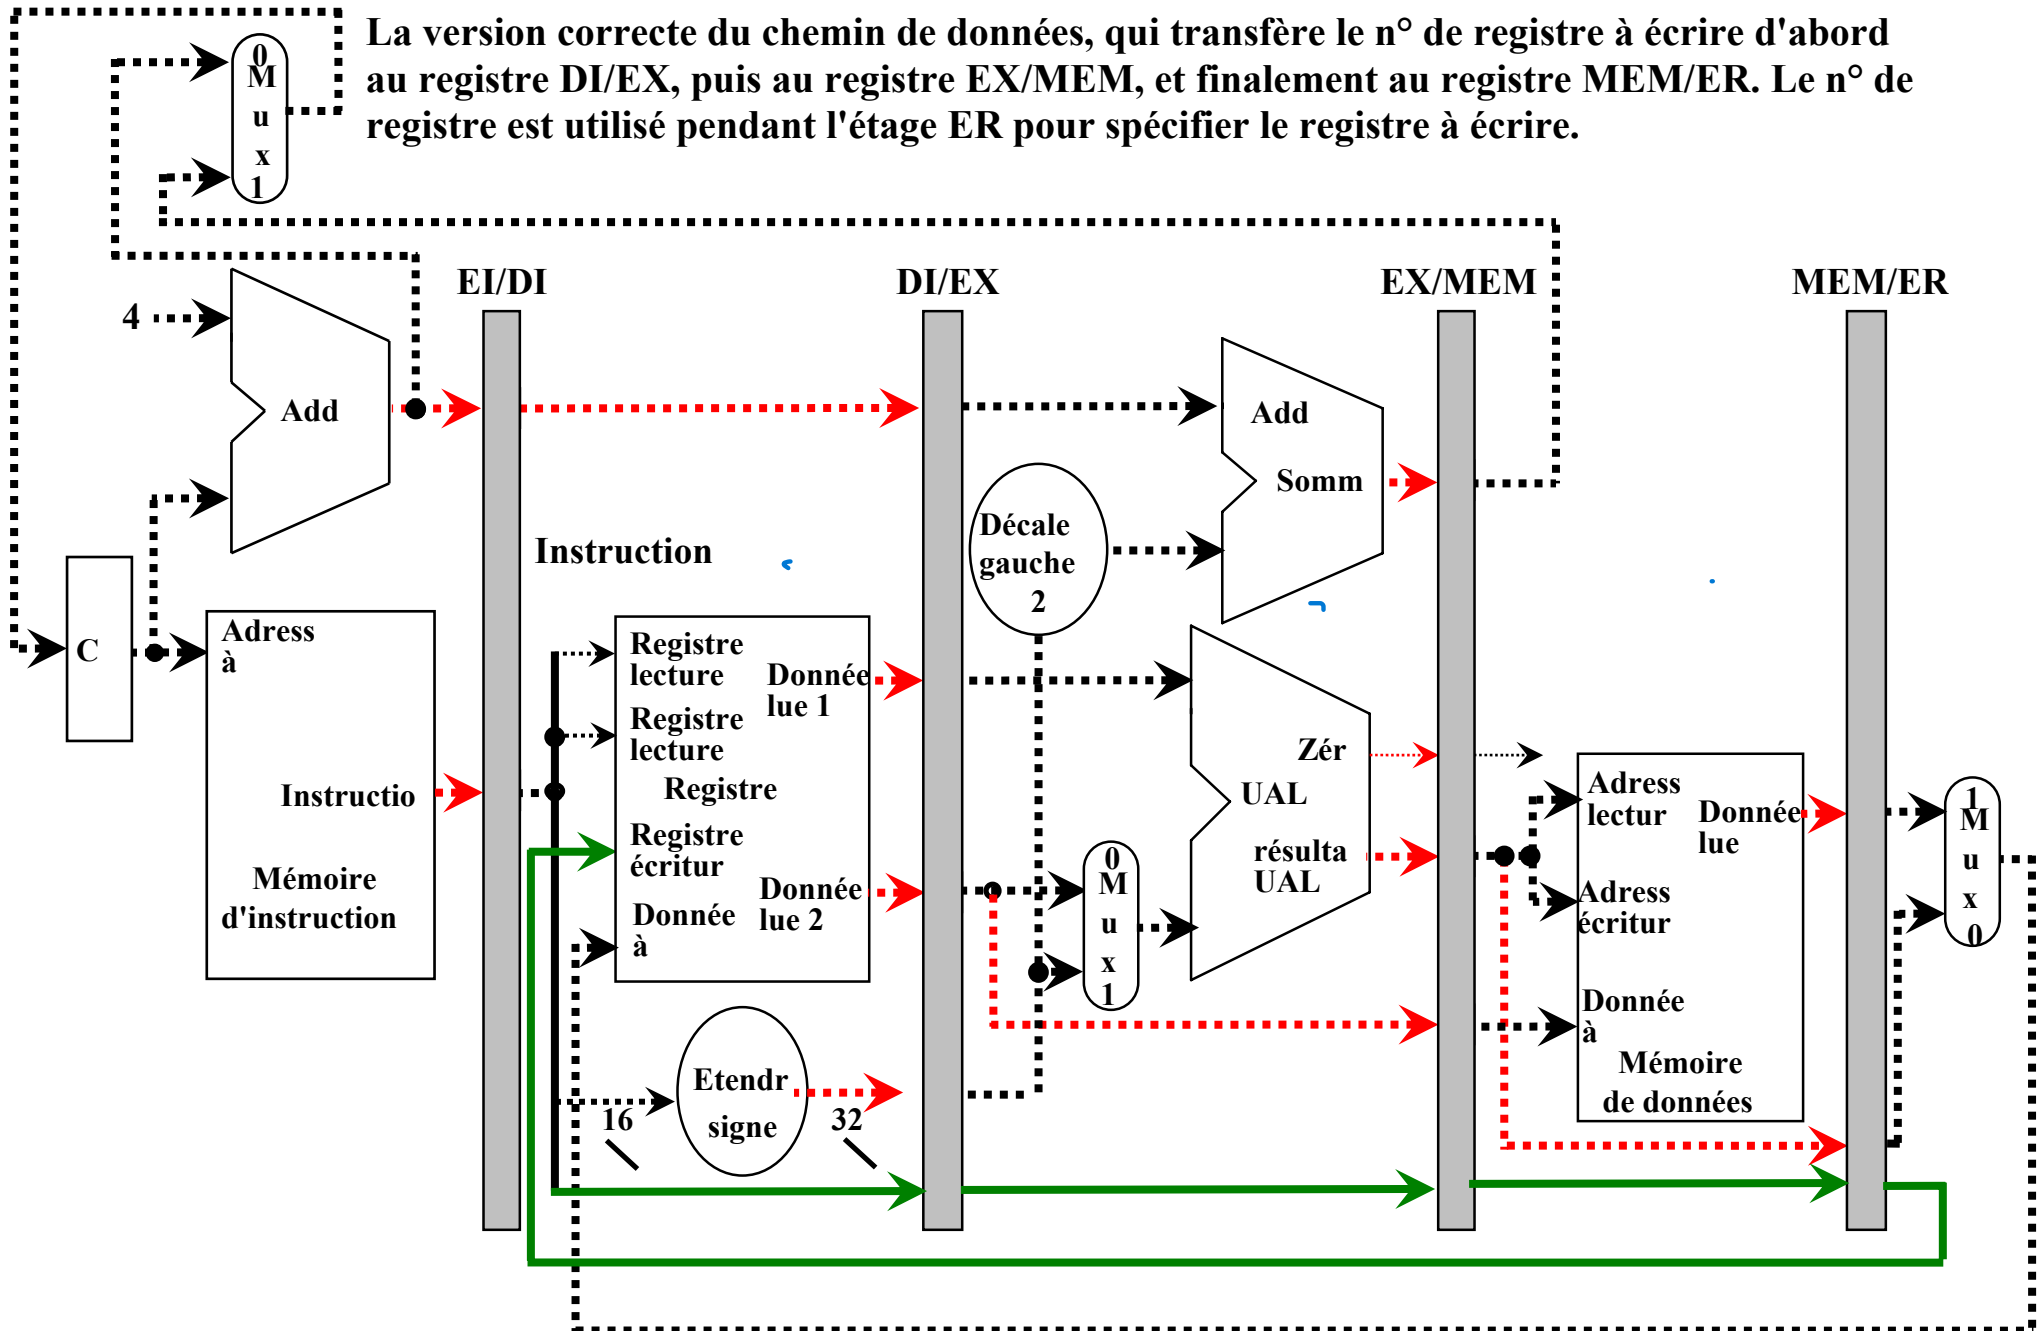 La version correcte du chemin de données, qui transfère le n° de registre à écrire d'abord
au registre DI/EX, puis au registre EX/MEM, et finalement au registre MEM/ER. Le n° de
registre est utilisé pendant l'étage ER pour spécifier le registre à écrire.
0
M
u
x
1
EI/DI
DI/EX
EX/MEM
MEM/ER
4
Add
Add
Somm
Décale
gauche
2
Instruction
C
Adress
à
Instructio
Mémoire
d'instruction
Registre
lecture
Donnée
lue 1
Registre
lecture
Registre
Registre
écritur
Donnée
lue 2
Donnée
à
Zér
UAL
résulta
UAL
0
M
u
x
1
Adress
lectur
Donnée
lue
Adress
écritur
Donnée
à
Mémoire
de données
1
M
u
x
0
Etendr
signe
16
32